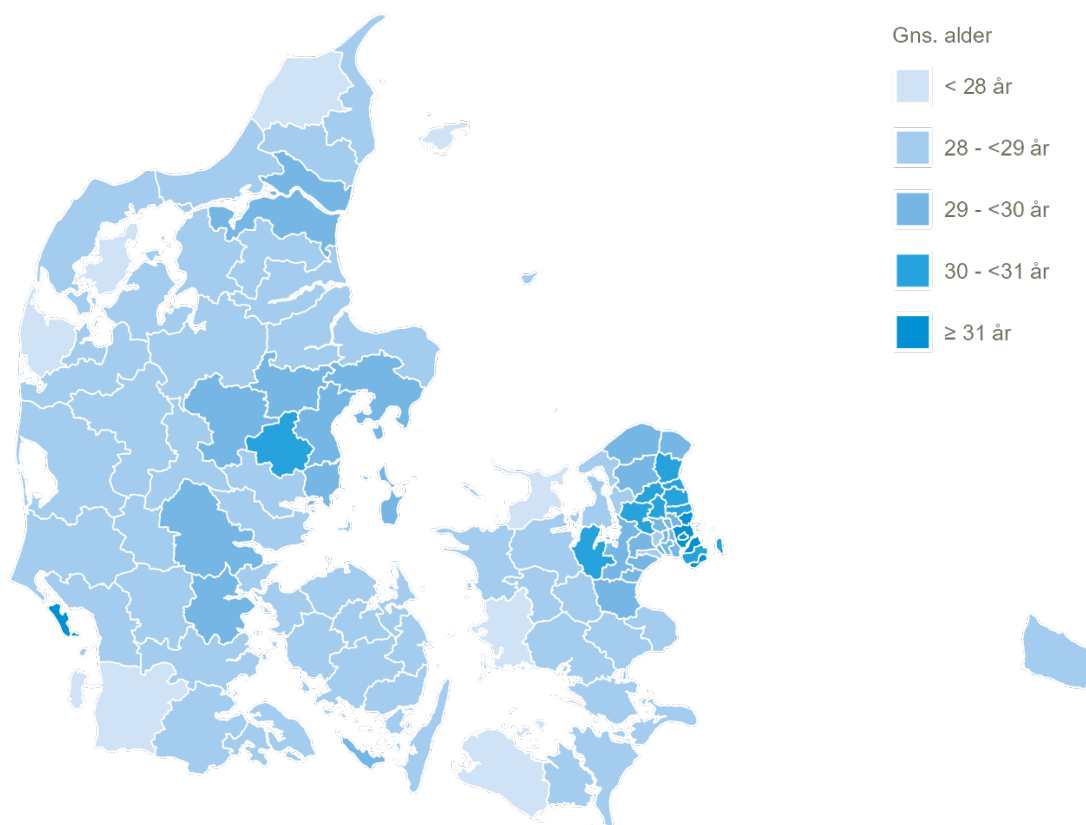 Gns. alder
< 28 år
28 - <29 år
29 - <30 år
30 - <31 år
≥ 31 år